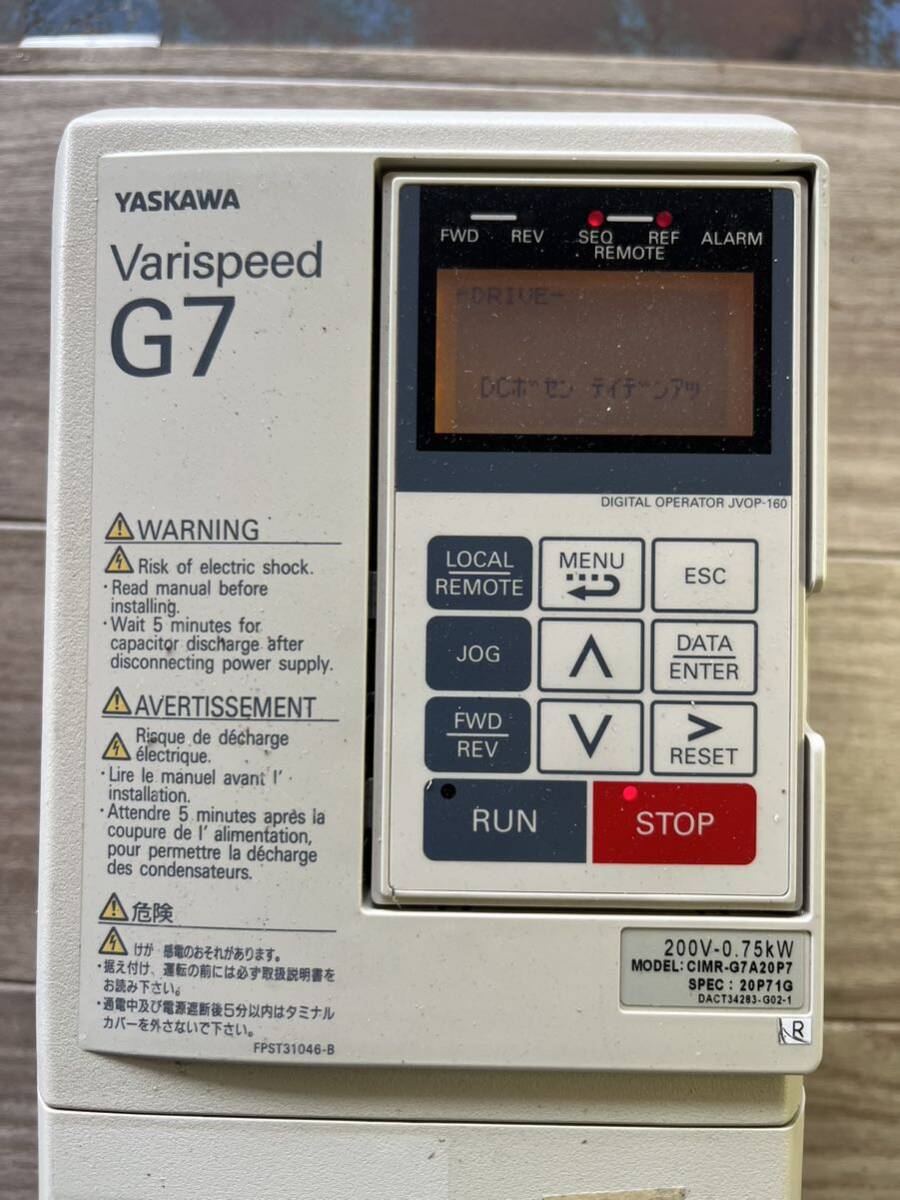 YASKAWA
Varispeed
G7
FWD REV SEQ REF ALARM
REMOTE
-DRIVE-
DCボセン テイデンアツ
DIGITAL OPERATOR JVOP-160
LOCAL
REMOTE
MENU
ESC
JOG
DATA
ENTER
FWD
REV
>
RESET
RUN
STOP
WARNING
Risk of electric shock.
・Read manual before
installing.
・Wait 5 minutes for
capacitor discharge after
disconnecting power supply.
AVERTISSEMENT
Risque de décharge
électrique.
・Lire le manuel avant l'
installation.
・Attendre 5 minutes après la
coupure de l' alimentation,
pour permettre la décharge
des condensateurs.
危険
けが 感電のおそれがあります。
・据え付け、運転の前には必ず取扱説明書を
お読み下さい。
・通電中及び電源遮断後5分以内はタミナル
カバーを外さないで下さい。
FPST31046-B
200V-0.75kW
MODEL: CIMR-G7A20P7
SPEC : 20P71G
DACT34283-G02-1
R